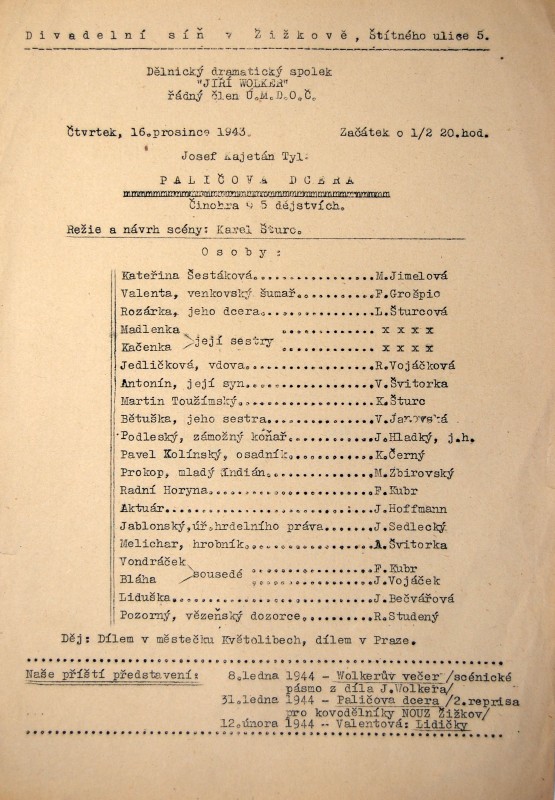 Divadelní síň v Žižkově, Štítného ulice 5.
Dělnický dramatický spolek
"JIŘÍ WOLKER"
řádný člen Ú.M.D.O.Č.
Čtvrtek, 16.prosince 1943. Začátek o 1/2 20.hod.
Josef Kajetán Tyl:
PALIČOVA DCERA
Činohra o 5 dějstvích.
Režie a návrh scény: Karel Šturc.
Osoby:
Kateřina Šestáková....................M.Jimelová
Valenta, venkovský šumař..............F.Grošpic
Rozárka, jeho dcera...................L.Šturcová
Madlenka ............... x x x x
její sestry
Kačenka ............... x x x x
Jedličková, vdova.....................R.Vojáčková
Antonín, její syn.....................V.Švitorka
Martin Toužímský......................K.Šturc
Bětuška, jeho sestra..................V.Janovská
Podleský, zámožný koňař...............J.Hladký, j.h.
Pavel Kolínský, osadník...............K.Černý
Prokop, mladý Indián..................M.Zbirovský
Radní Horyna..........................F.Kubr
Aktuár................................J.Hoffmann
Jablonský,úř.hrdelního práva.......J.Sedlecký
Melichar, hrobník.....................A.Švitorka
Vondráček ....................F.Kubr
sousedé
Bláha ....................J.Vojáček
Liduška...............................J.Bečvářová
Pozorný, vězeňský dozorce.............R.Studený
Děj: Dílem v městečku Květolibech, dílem v Praze.
Naše příští představení: 8.ledna 1944 - Wolkerův večer /scénické
pásmo z díla J.Wolkera/
31.ledna 1944 - Paličova dcera /2.reprisa
pro kovodělníky NOUZ Žižkov/
12.února 1944 -- Valentová: Lidičky